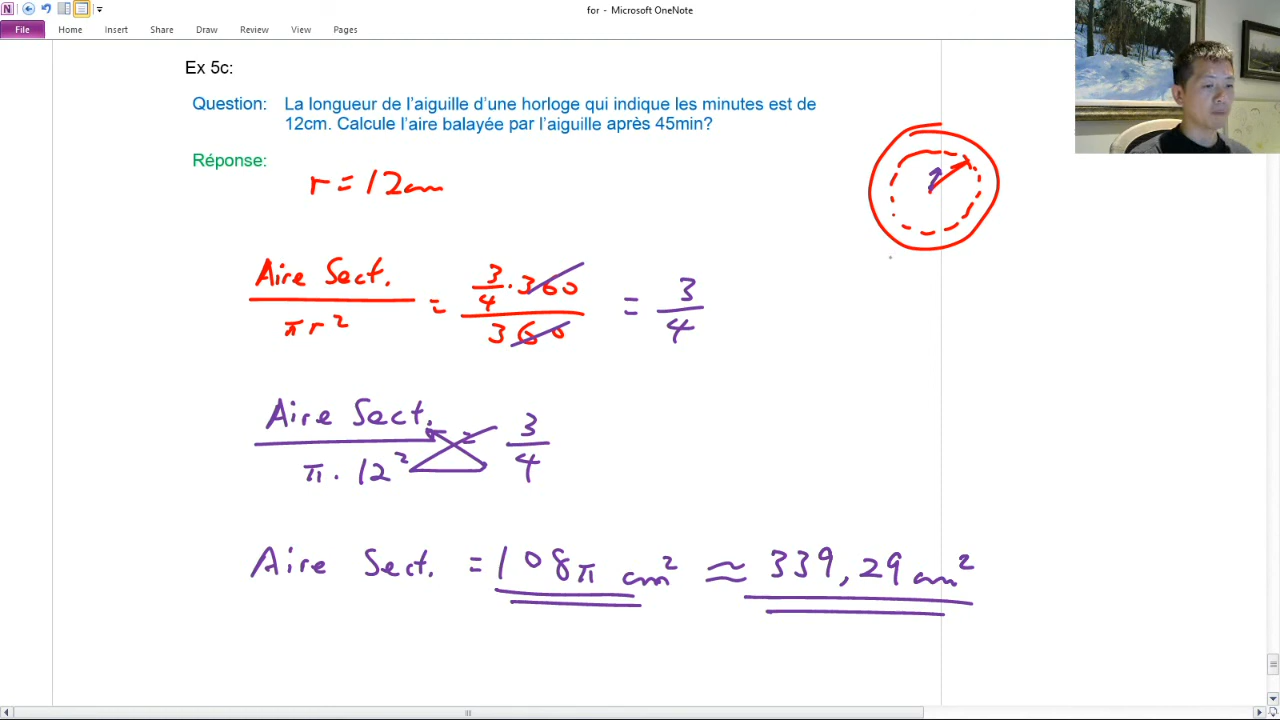 for - Microsoft OneNote
File Home Insert Share Draw Review View Pages
Ex 5c:
Question: La longueur de l'aiguille d'une horloge qui indique les minutes est de
12cm. Calcule l'aire balayée par l'aiguille après 45min?
Réponse:
r = 12cm
Aire Sect. / πr² = 3/4 · 360 / 360 = 3/4
Aire Sect. / π · 12² = 3/4
Aire Sect. = 108π cm² ≈ 339,29 cm²